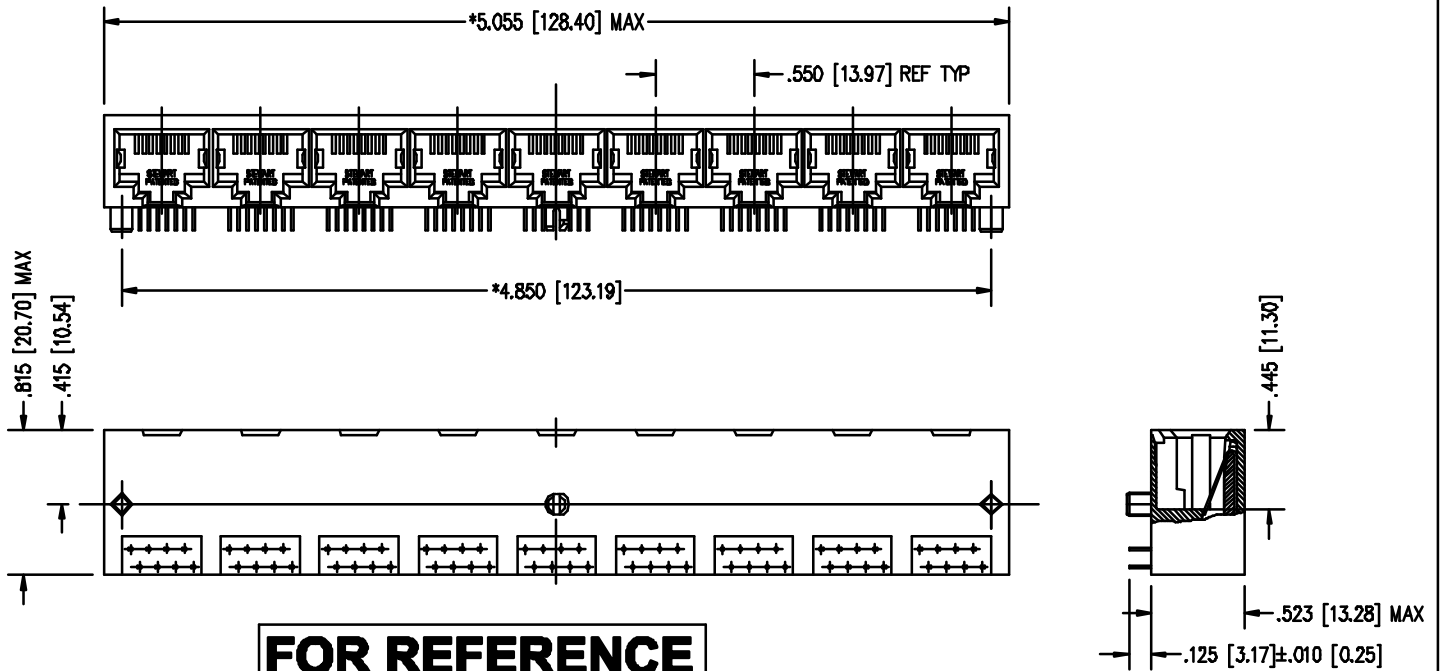 *5.055 [128.40] MAX
.550 [13.97] REF TYP
*4.850 [123.19]
.815 [20.70] MAX
.415 [10.54]
.445 [11.30]
.523 [13.28] MAX
.125 [3.17]±.010 [0.25]
FOR REFERENCE